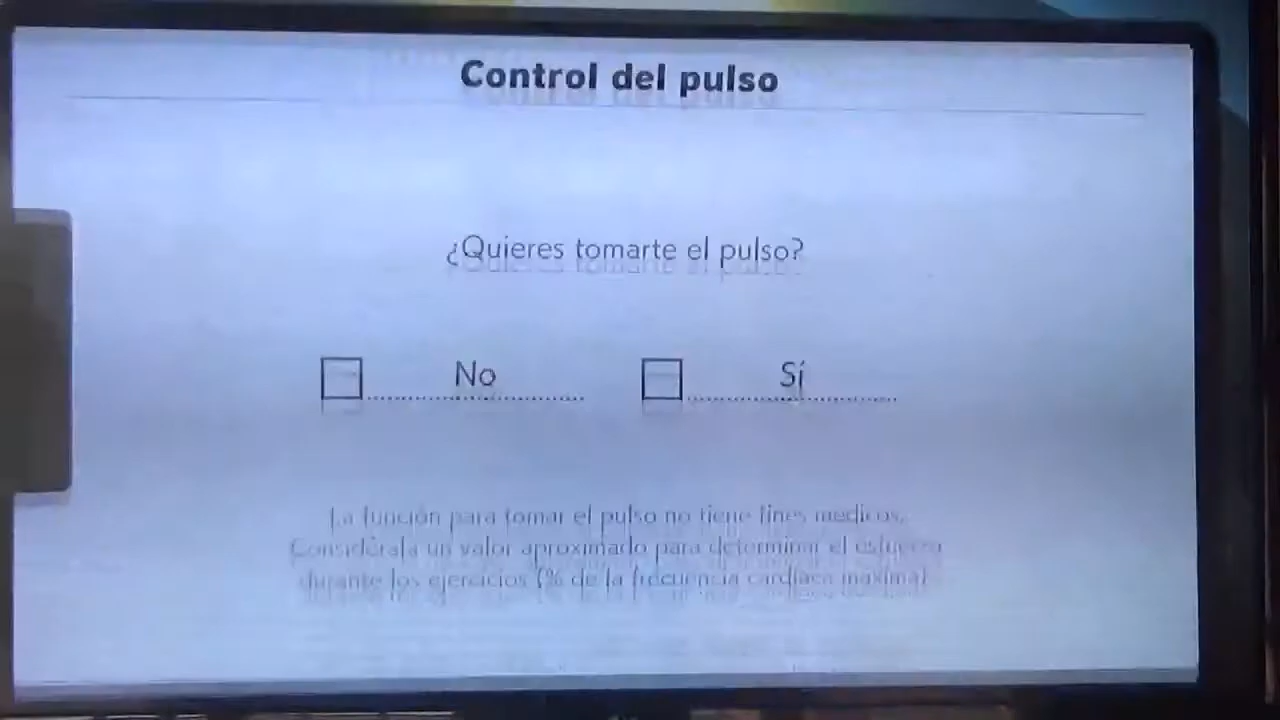 Control del pulso
¿Quieres tomarte el pulso?
No
Sí
La función para tomar el pulso no tiene fines medicos.
Considérala un valor aproximado para determinar el esfuerzo
durante los ejercicios (% de la frecuencia cardíaca máxima)